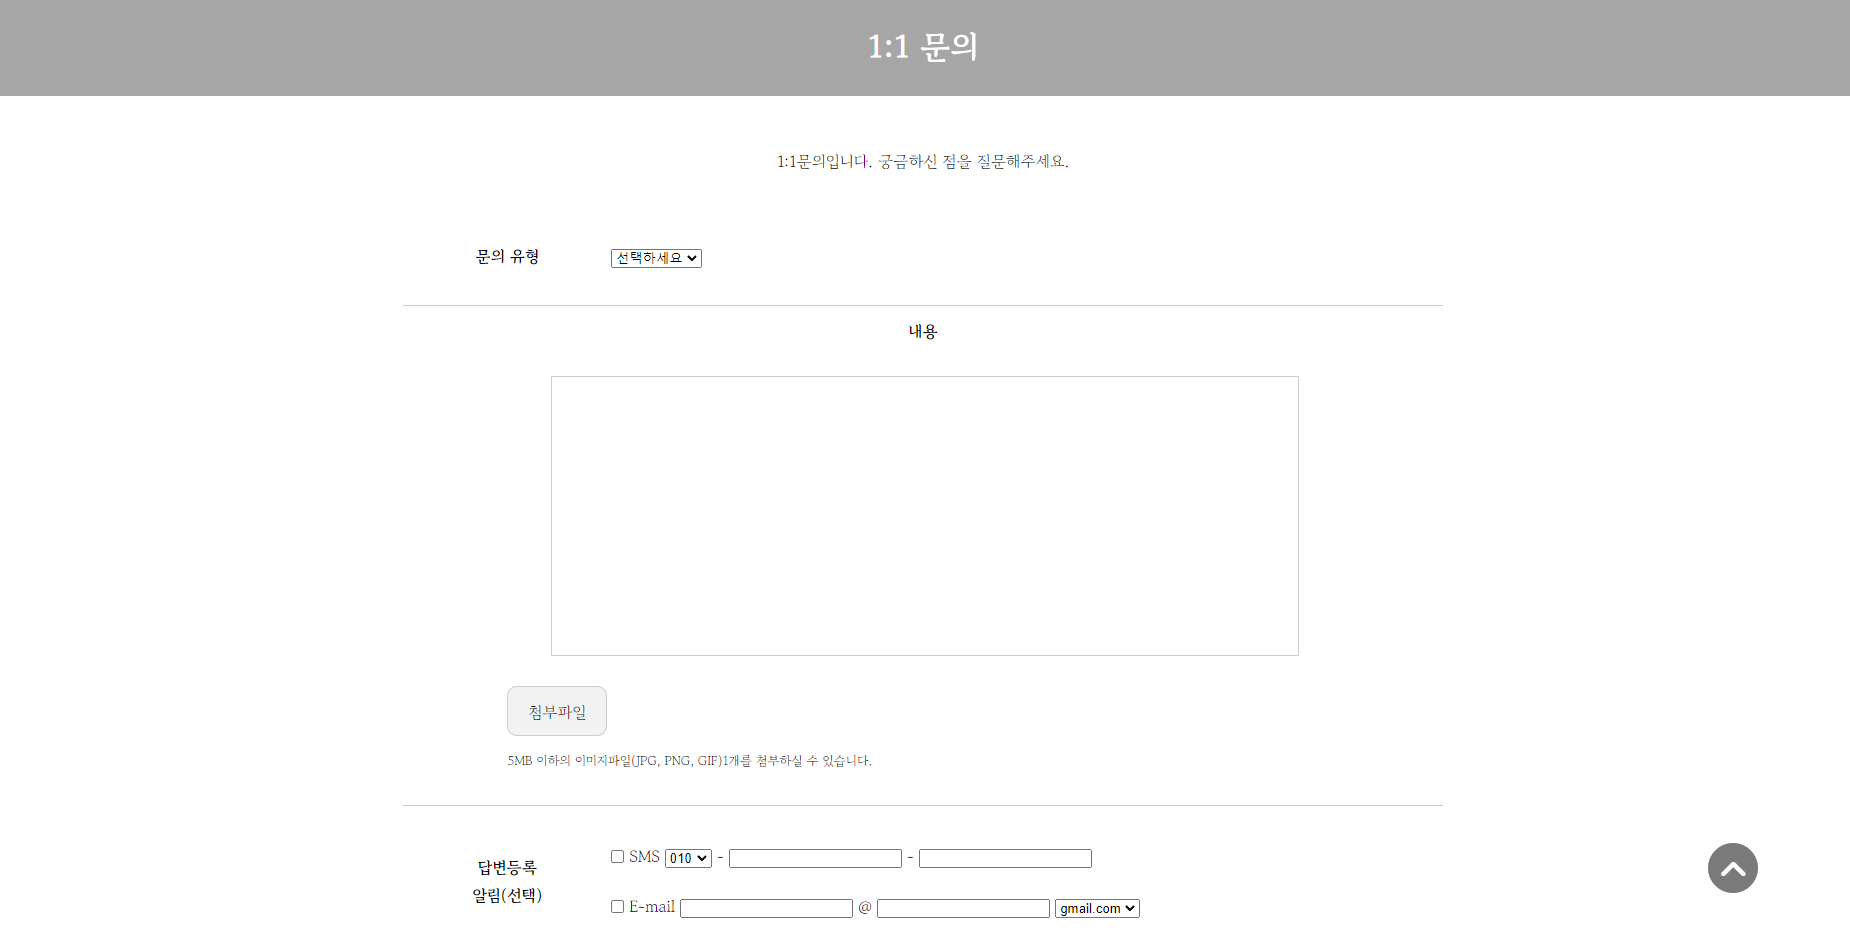 1:1 문의
1:1문의입니다. 궁금하신 점을 질문해주세요.
문의 유형 선택하세요
내용
첨부파일
5MB 이하의 이미지파일(JPG, PNG, GIF)1개를 첨부하실 수 있습니다.
답변등록
알림(선택)
SMS 010 - -
E-mail @ gmail.com